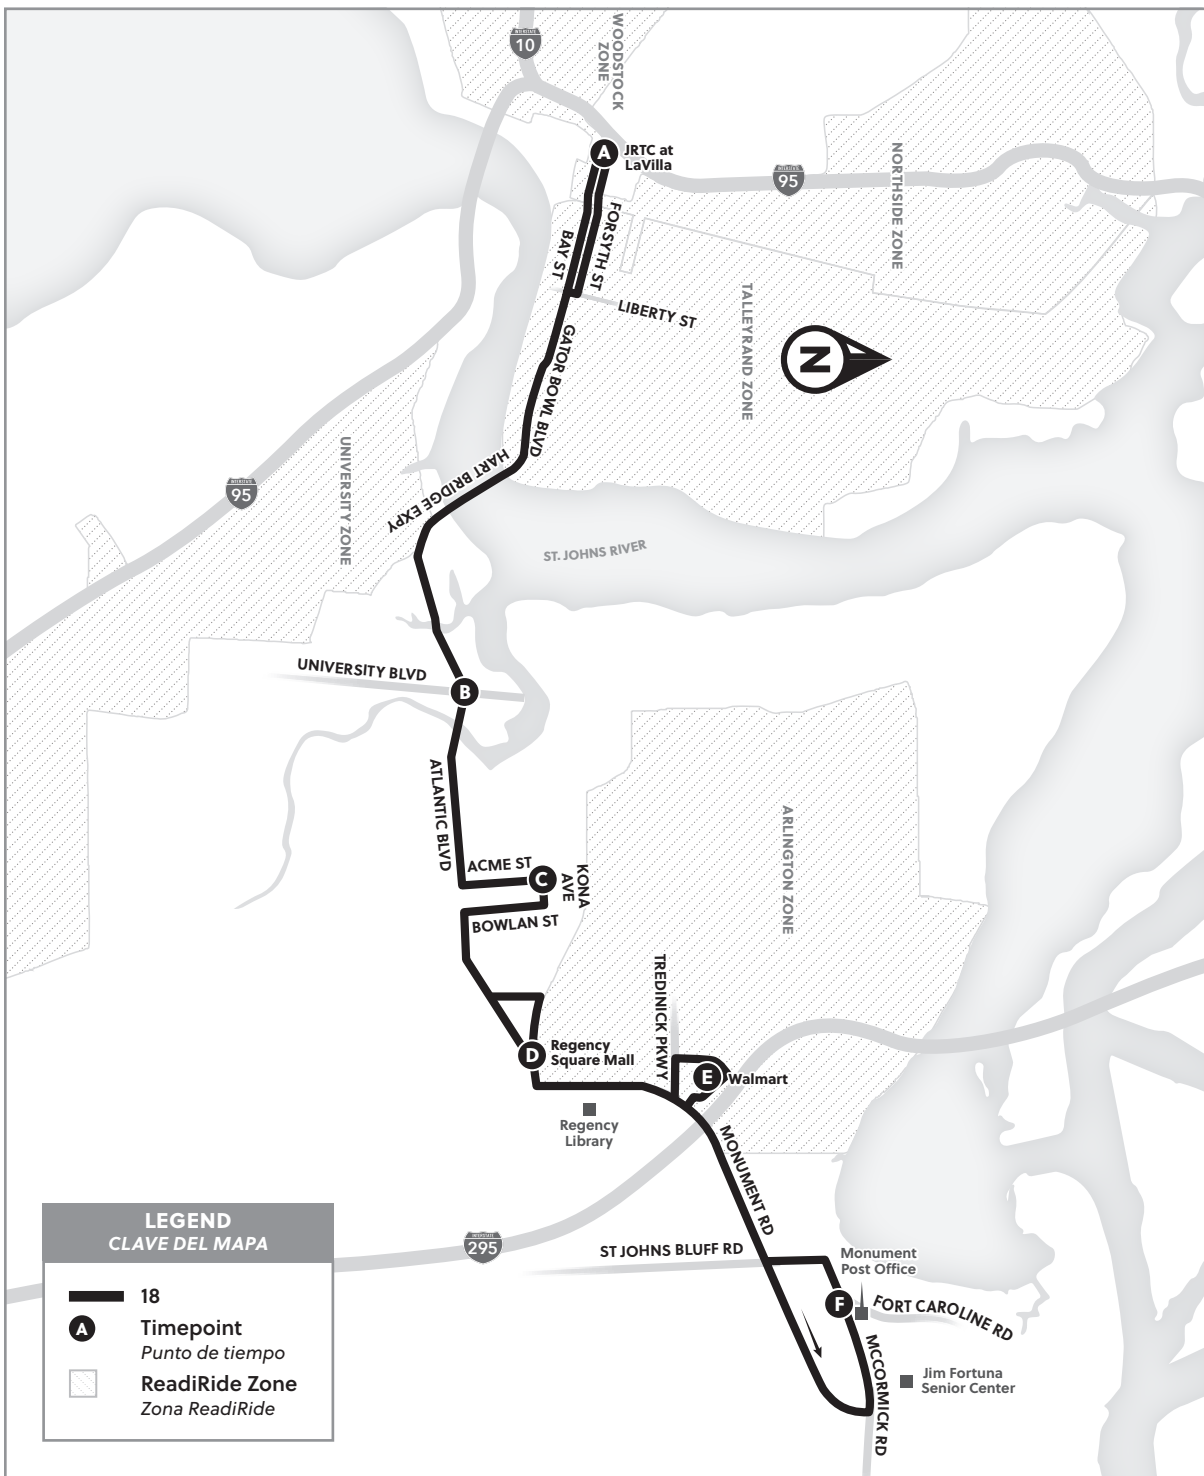 INTERSTATE
10
WOODSTOCK
ZONE
A
JRTC at
LaVilla
INTERSTATE
95
NORTHSIDE ZONE
FORSYTH ST
BAY ST
LIBERTY ST
TALLEYRAND ZONE
N
GATOR BOWL BLVD
HART BRIDGE EXPY
UNIVERSITY ZONE
INTERSTATE
95
ST. JOHNS RIVER
UNIVERSITY BLVD
B
ATLANTIC BLVD
ARLINGTON ZONE
ACME ST
C
KONA
AVE
BOWLAN ST
TREDINICK PKWY
D
Regency
Square Mall
E
Walmart
Regency
Library
MONUMENT RD
INTERSTATE
295
ST JOHNS BLUFF RD
Monument
Post Office
F
FORT CAROLINE RD
MCCORMICK RD
Jim Fortuna
Senior Center
LEGEND
CLAVE DEL MAPA
18
A
Timepoint
Punto de tiempo
ReadiRide Zone
Zona ReadiRide